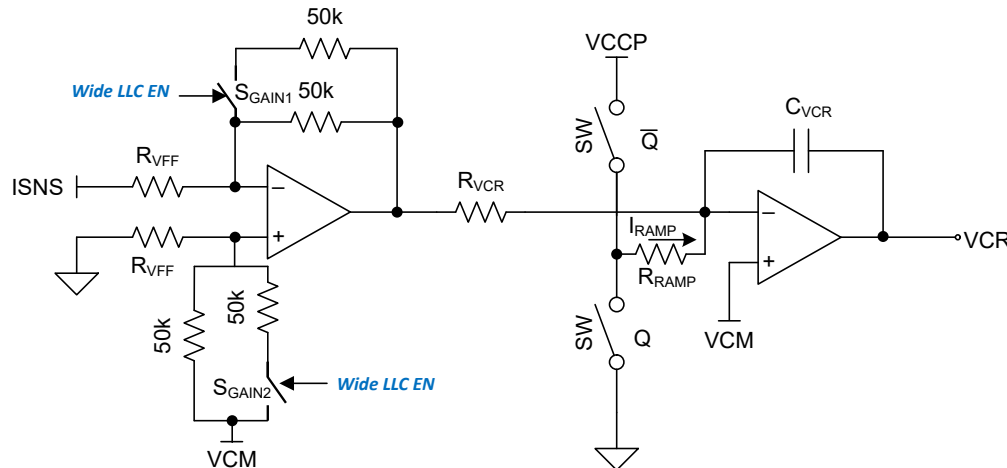 50k
VCCP
Wide LLC EN
SGAIN1
50k
CVCR
SW
Q
RVFF
ISNS
RVCR
IRAMP
RVFF
RRAMP
VCR
50k
50k
SW
Q
VCM
SGAIN2
Wide LLC EN
VCM